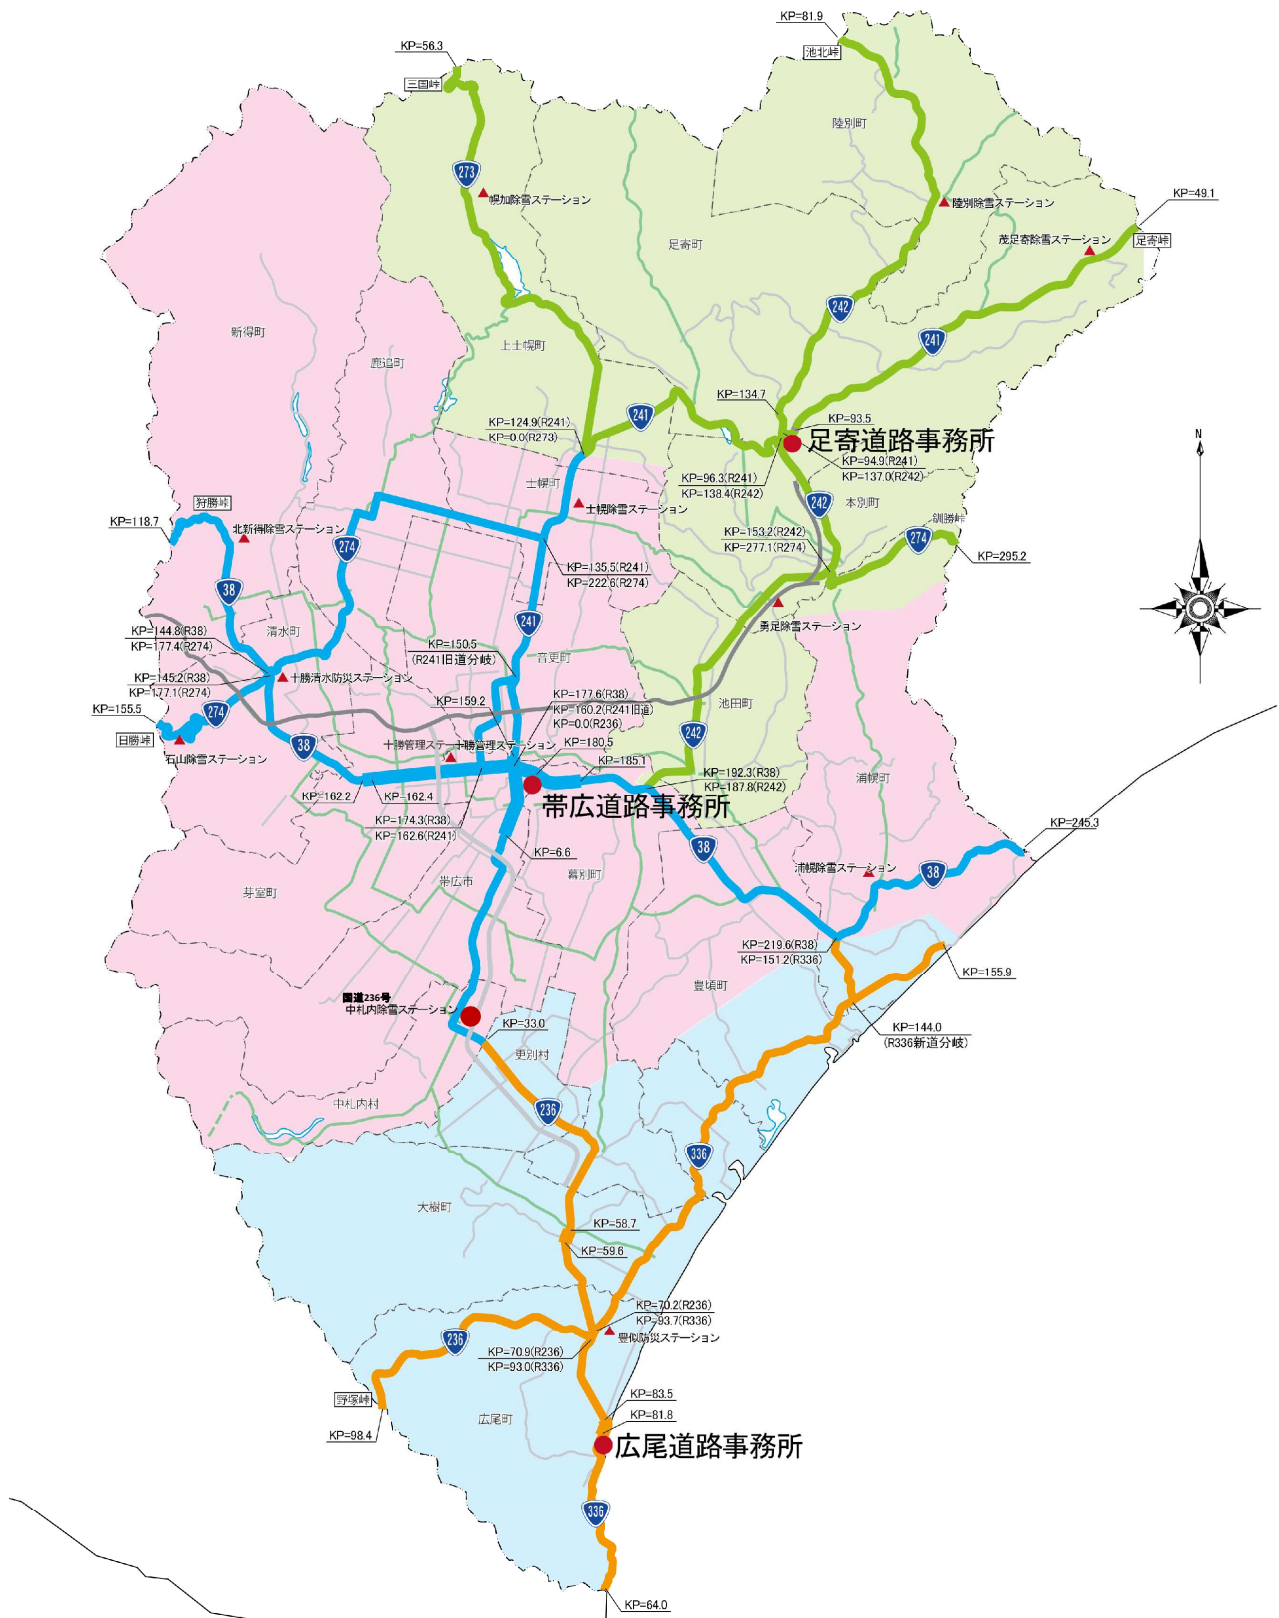 KP=81.9
池北峠
KP=56.3
三国峠
陸別町
273
幌加除雪ステーション
陸別除雪ステーション
KP=49.1
足寄峠
茂足寄除雪ステーション
足寄町
242
241
新得町
上士幌町
鹿追町
KP=134.7
241
KP=124.9(R241)
KP=0.0(R273)
KP=93.5
足寄道路事務所
KP=94.9(R241)
KP=137.0(R242)
KP=96.3(R241)
KP=138.4(R242)
N
士幌町
士幌除雪ステーション
242
本別町
釧勝峠
狩勝峠
KP=118.7
北新得除雪ステーション
274
KP=153.2(R242)
KP=277.1(R274)
274
KP=295.2
KP=135.5(R241)
KP=222.6(R274)
38
241
勇足除雪ステーション
KP=144.8(R38)
KP=177.4(R274)
清水町
KP=150.5
(R241旧道分岐)
音更町
KP=145.2(R38)
KP=177.1(R274)
十勝清水防災ステーション
KP=159.2
KP=177.6(R38)
KP=160.2(R241旧道)
KP=0.0(R236)
池田町
KP=155.5
274
日勝峠
石山除雪ステーション
38
十勝管理ステーション
十勝管理ステーション
KP=180.5
242
KP=185.1
KP=192.3(R38)
KP=187.8(R242)
浦幌町
KP=162.2
KP=162.4
帯広道路事務所
KP=174.3(R38)
KP=162.6(R241)
KP=245.3
KP=6.6
38
浦幌除雪ステーション
38
芽室町
帯広市
幕別町
KP=219.6(R38)
KP=151.2(R336)
KP=155.9
豊頃町
国道236号
中札内除雪ステーション
KP=33.0
KP=144.0
(R336新道分岐)
更別村
中札内村
236
336
大樹町
KP=58.7
KP=59.6
KP=70.2(R236)
KP=93.7(R336)
236
豊似防災ステーション
KP=70.9(R236)
KP=93.0(R336)
野塚峠
KP=98.4
広尾町
KP=83.5
KP=81.8
広尾道路事務所
336
KP=64.0